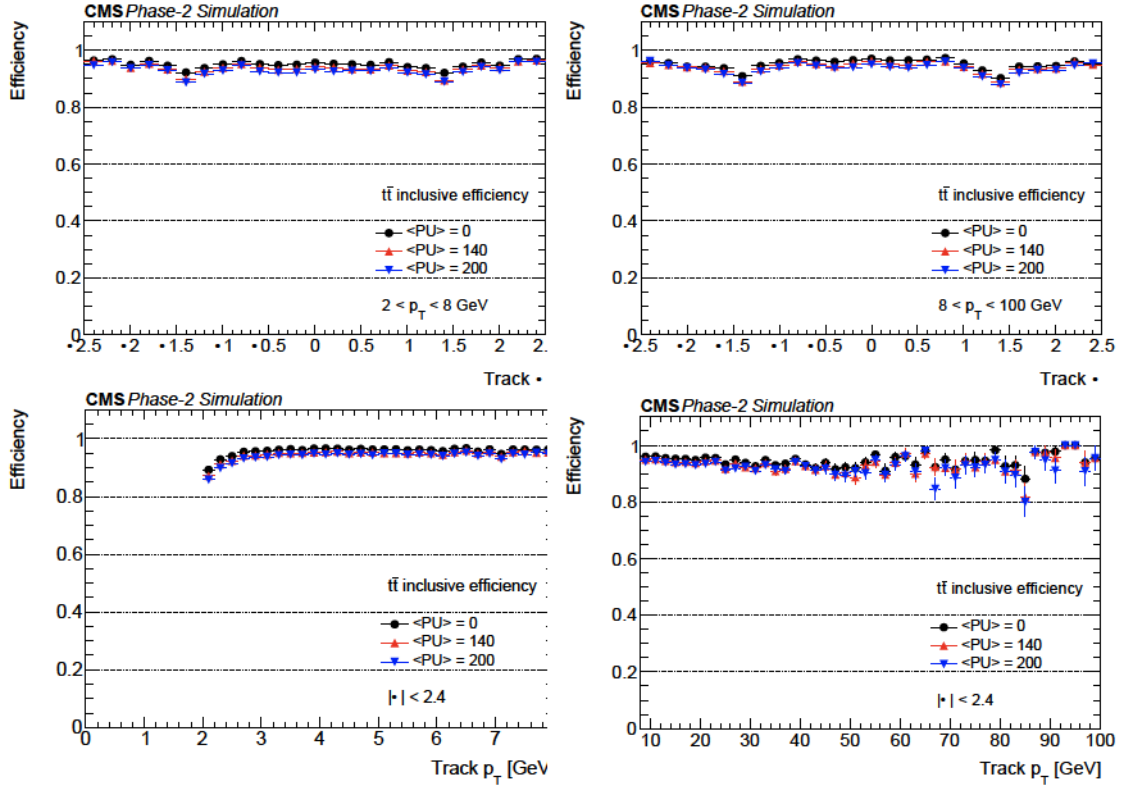 CMS Phase-2 Simulation
Efficiency
1
0.8
0.6
0.4
0.2
0
tt̄ inclusive efficiency
<PU> = 0
<PU> = 140
<PU> = 200
2 < p_T < 8 GeV
•2.5 •2 •1.5 •1 •0.5 0 0.5 1 1.5 2 2.
Track •
CMS Phase-2 Simulation
Efficiency
1
0.8
0.6
0.4
0.2
0
tt̄ inclusive efficiency
<PU> = 0
<PU> = 140
<PU> = 200
8 < p_T < 100 GeV
•2.5 •2 •1.5 •1 •0.5 0 0.5 1 1.5 2 2.5
Track •
CMS Phase-2 Simulation
Efficiency
1
0.8
0.6
0.4
0.2
0
tt̄ inclusive efficiency
<PU> = 0
<PU> = 140
<PU> = 200
|•| < 2.4
0 1 2 3 4 5 6 7
Track p_T [GeV
CMS Phase-2 Simulation
Efficiency
1
0.8
0.6
0.4
0.2
0
tt̄ inclusive efficiency
<PU> = 0
<PU> = 140
<PU> = 200
|•| < 2.4
10 20 30 40 50 60 70 80 90 100
Track p_T [GeV]